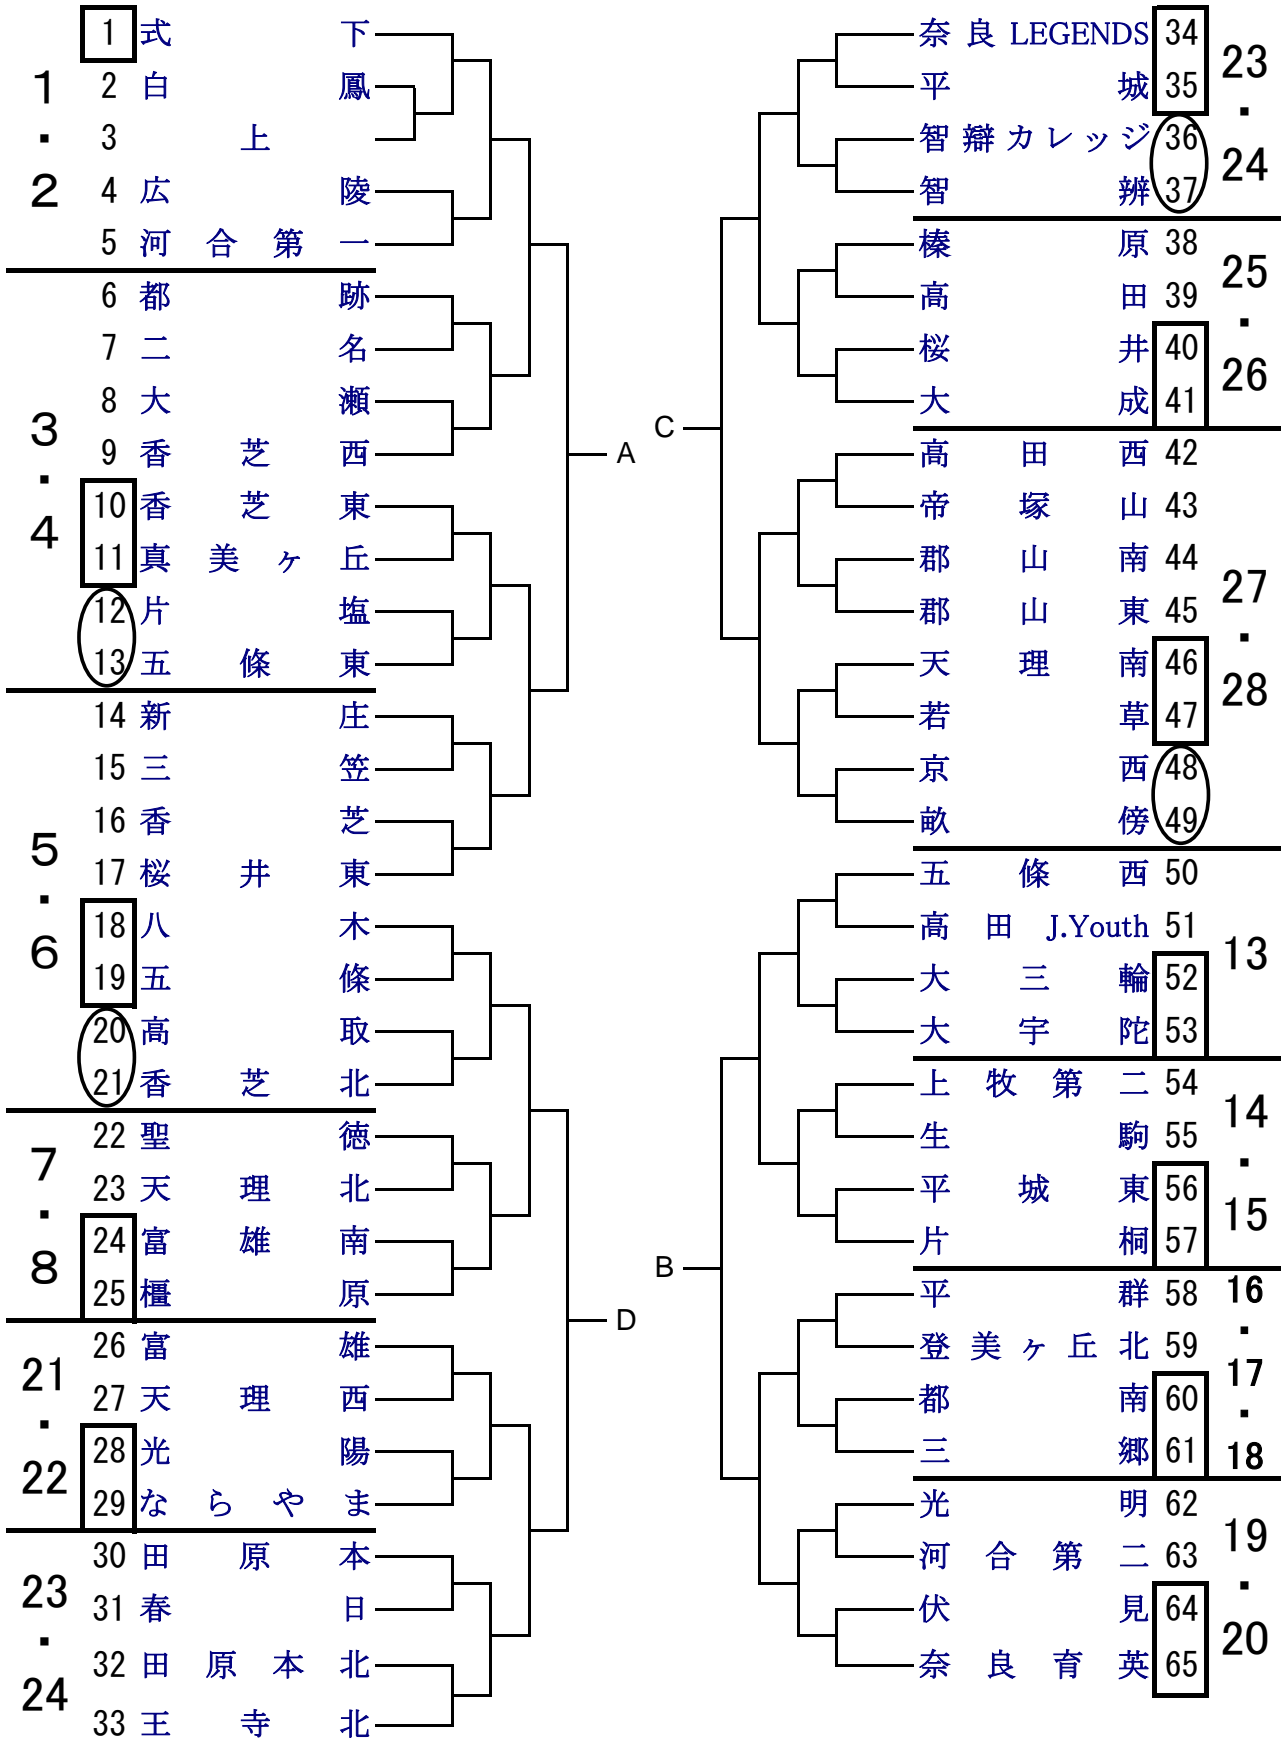 1 式下
2 白鳳
3 上
4 広陵
5 河合第一
1・2
6 都跡
7 二名
8 大瀬
9 香芝西
10 香芝東
11 真美ヶ丘
12 片塩
13 五條東
3・4
14 新庄
15 三笠
16 香芝
17 桜井東
18 八木
19 五條
20 高取
21 香芝北
5・6
22 聖徳
23 天理北
24 富雄南
25 橿原
7・8
26 富雄
27 天理西
28 光陽
29 ならやま
21・22
30 田原本
31 春日
32 田原本北
33 王寺北
23・24
A
D
C
B
奈良LEGENDS 34
平城 35
智辯カレッジ 36
智辨 37
23・24
榛原 38
高田 39
桜井 40
大成 41
25・26
高田西 42
帝塚山 43
郡山南 44
郡山東 45
天理南 46
若草 47
京西 48
畝傍 49
27・28
五條西 50
高田 J.Youth 51
大三輪 52
大宇陀 53
13
上牧第二 54
生駒 55
平城東 56
片桐 57
14・15
平群 58
登美ヶ丘北 59
都南 60
三郷 61
16・17・18
光明 62
河合第二 63
伏見 64
奈良育英 65
19・20